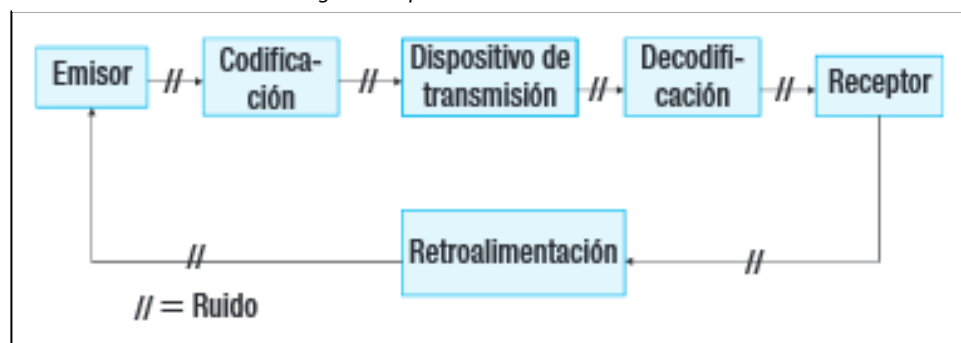 Emisor
Codifica-
ción
Dispositivo de
transmisión
Decodifi-
cación
Receptor
//
//
//
//
Retroalimentación
//
//
// = Ruido